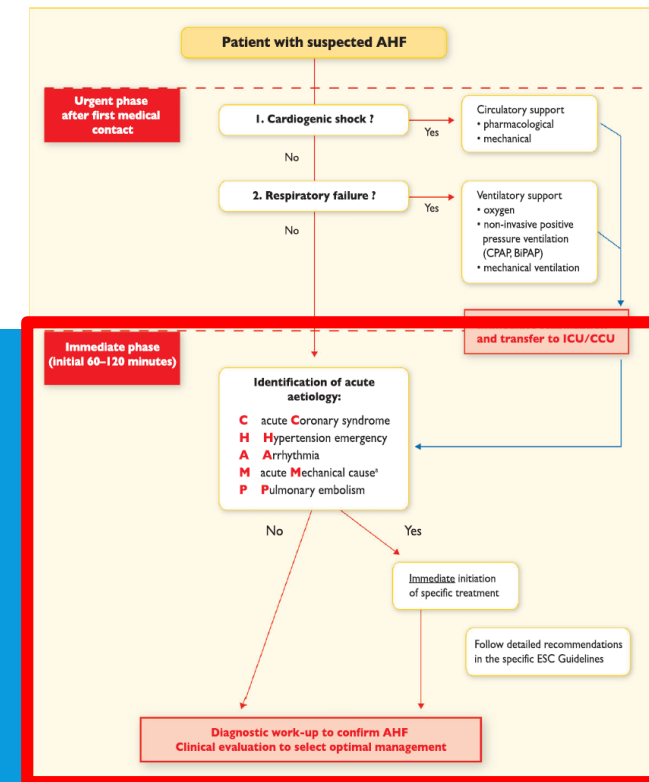 Patient with suspected AHF
Urgent phase
after first medical
contact
1. Cardiogenic shock ?
Yes
Circulatory support
• pharmacological
• mechanical
No
2. Respiratory failure ?
Yes
Ventilatory support
• oxygen
• non-invasive positive
pressure ventilation
(CPAP, BiPAP)
• mechanical ventilation
No
and transfer to ICU/CCU
Immediate phase
(initial 60–120 minutes)
Identification of acute
aetiology:
C acute Coronary syndrome
H Hypertension emergency
A Arrhythmia
M acute Mechanical causeª
P Pulmonary embolism
No
Yes
Immediate initiation
of specific treatment
Follow detailed recommendations
in the specific ESC Guidelines
Diagnostic work-up to confirm AHF
Clinical evaluation to select optimal management